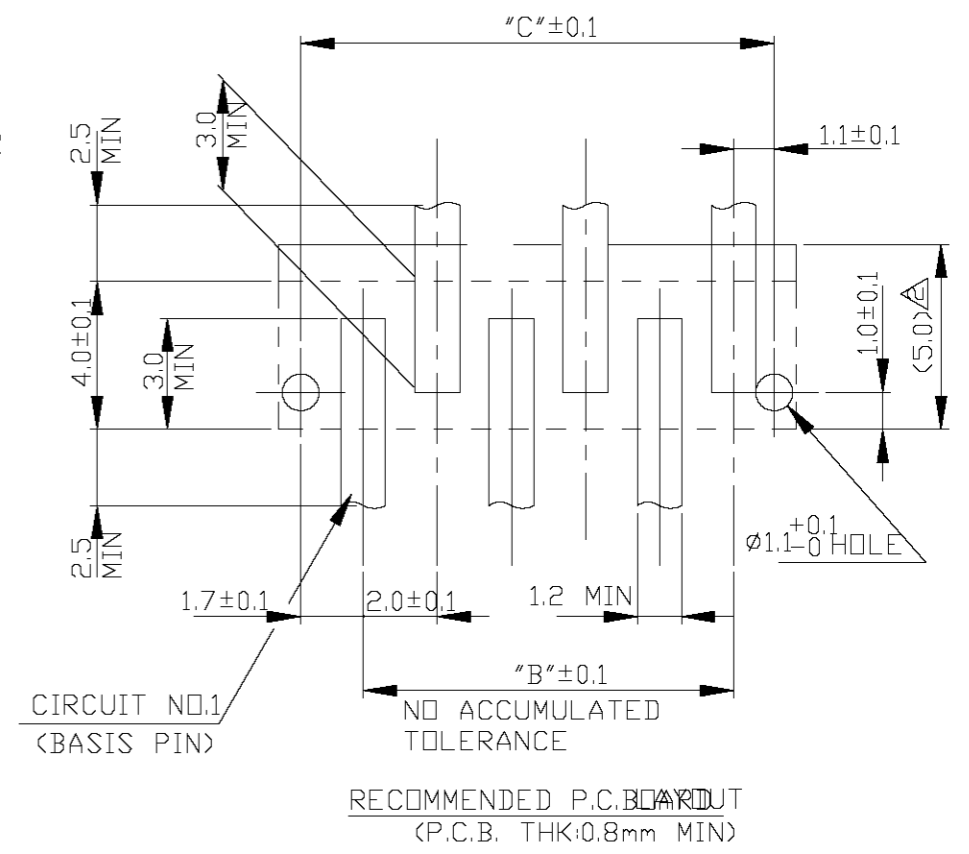 "C"±0.1
3.0
MIN
2.5
MIN
1.1±0.1
4.0±0.1
3.0
MIN
1.0±0.1
(5.0)
2
2.5
MIN
Ø1.1 +0.1 -0 HOLE
1.7±0.1
2.0±0.1
1.2 MIN
"B"±0.1
CIRCUIT NO.1
(BASIS PIN)
NO ACCUMULATED
TOLERANCE
RECOMMENDED P.C.BOARD LAYOUT
(P.C.B. THK:0.8mm MIN)